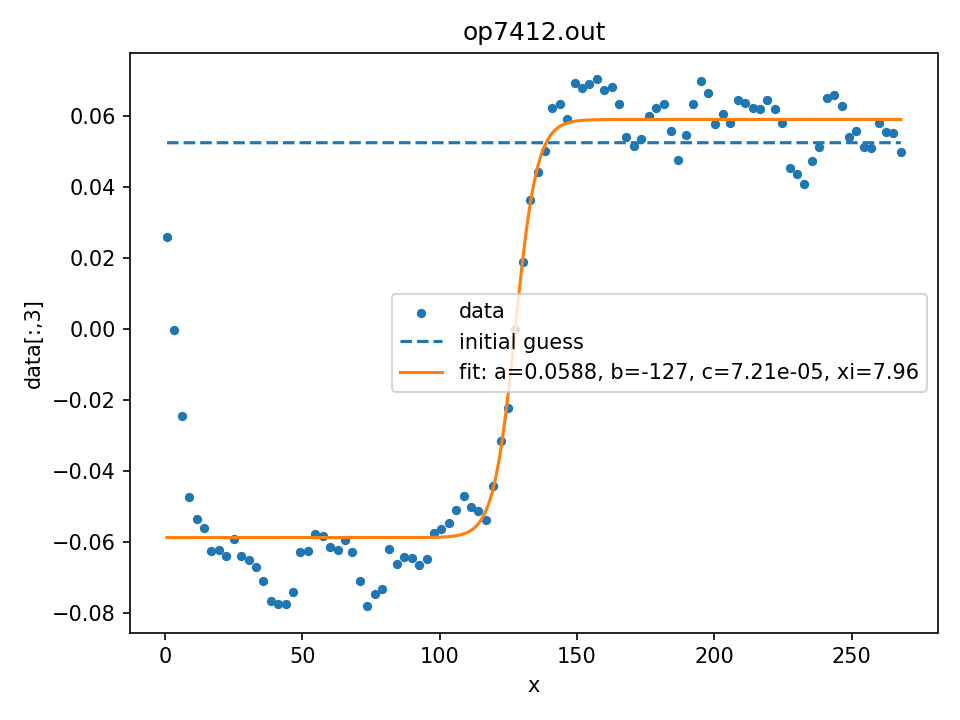 op7412.out
0.06
0.04
0.02
0.00
−0.02
−0.04
−0.06
−0.08
data[:,3]
data
initial guess
fit: a=0.0588, b=-127, c=7.21e-05, xi=7.96
0 50 100 150 200 250
x